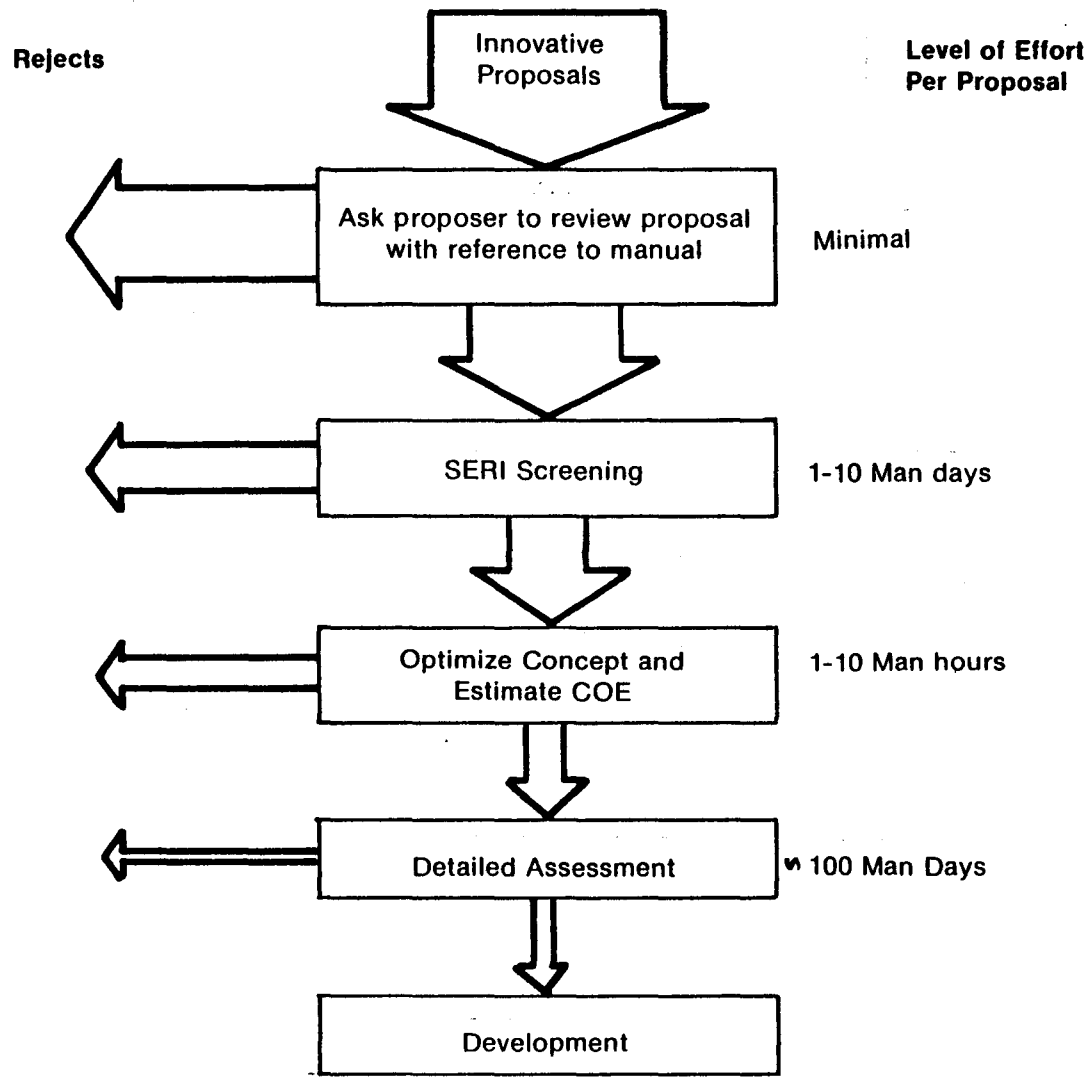 Rejects
Innovative
Proposals
Level of Effort
Per Proposal
Ask proposer to review proposal
with reference to manual
Minimal
SERI Screening
1-10 Man days
Optimize Concept and
Estimate COE
1-10 Man hours
Detailed Assessment
100 Man Days
Development